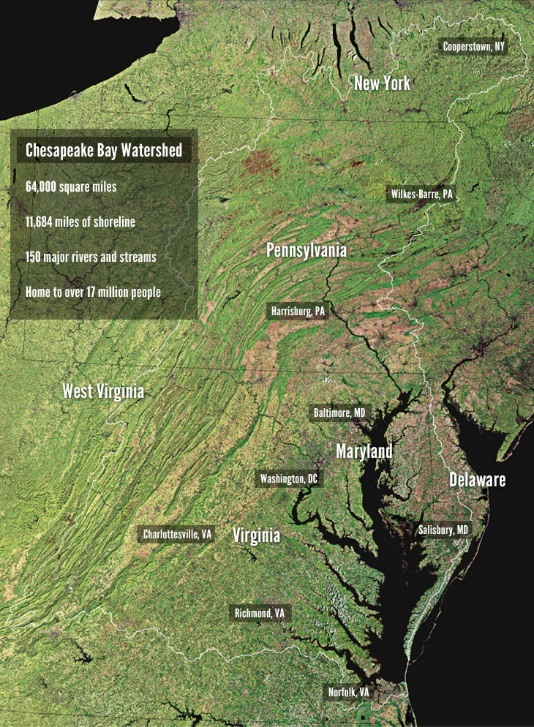 Cooperstown, NY
New York
Chesapeake Bay Watershed
64,000 square miles
11,684 miles of shoreline
150 major rivers and streams
Home to over 17 million people
Wilkes-Barre, PA
Pennsylvania
Harrisburg, PA
West Virginia
Baltimore, MD
Maryland
Washington, DC
Delaware
Salisbury, MD
Charlottesville, VA
Virginia
Richmond, VA
Norfolk, VA